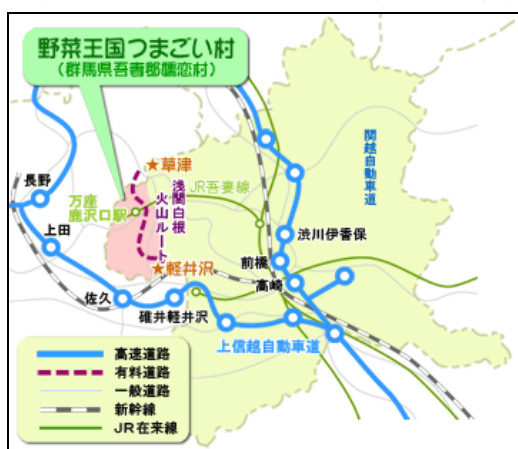 野菜王国つまごい村
（群馬県吾妻郡嬬恋村）
関越自動車道
★草津
長野
万座
鹿沢口駅
浅間白根
火山ルート
JR吾妻線
上田
渋川伊香保
前橋
★軽井沢
高崎
佐久
碓井軽井沢
上信越自動車道
高速道路
有料道路
一般道路
新幹線
JR在来線